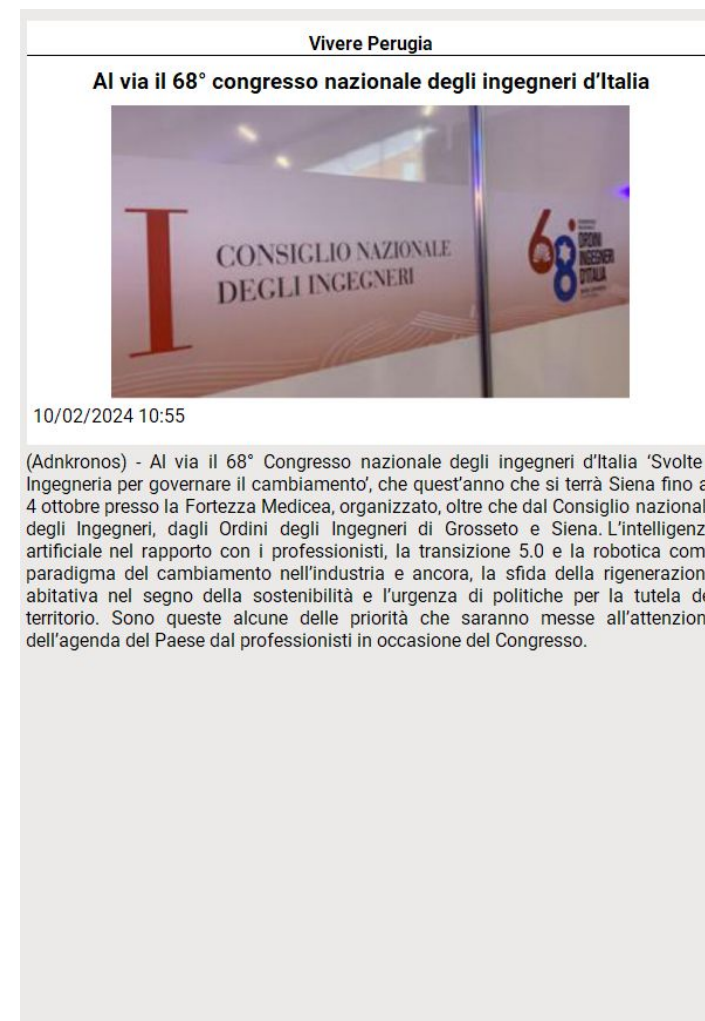 Vivere Perugia
Al via il 68° congresso nazionale degli ingegneri d'Italia
I
CONSIGLIO NAZIONALE
DEGLI INGEGNERI
68°
ORDINI
INGEGNERI
D'ITALIA
10/02/2024 10:55
(Adnkronos) - Al via il 68° Congresso nazionale degli ingegneri d'Italia 'Svolte
Ingegneria per governare il cambiamento', che quest'anno che si terrà Siena fino a
4 ottobre presso la Fortezza Medicea, organizzato, oltre che dal Consiglio nazional
degli Ingegneri, dagli Ordini degli Ingegneri di Grosseto e Siena. L'intelligenz
artificiale nel rapporto con i professionisti, la transizione 5.0 e la robotica com
paradigma del cambiamento nell'industria e ancora, la sfida della rigenerazion
abitativa nel segno della sostenibilità e l'urgenza di politiche per la tutela de
territorio. Sono queste alcune delle priorità che saranno messe all'attenzion
dell'agenda del Paese dal professionisti in occasione del Congresso.